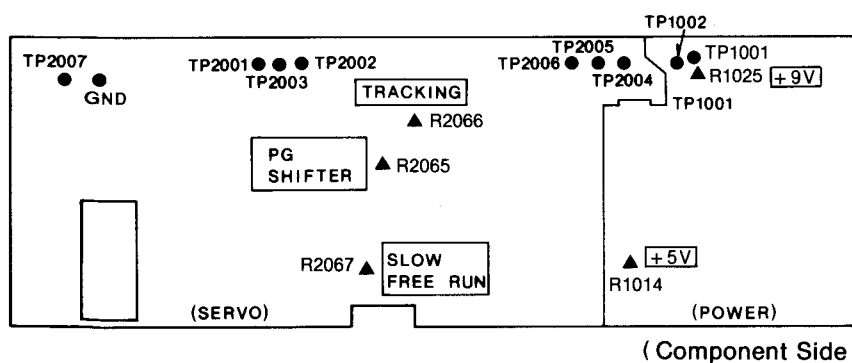 TP1002
TP2007
TP2001
TP2003
TP2002
TP2005
TP2006
TP2004
TP1001
R1025
+9V
GND
TRACKING
TP1001
R2066
PG
SHIFTER
R2065
R2067
SLOW
FREE RUN
+5V
R1014
(SERVO)
(POWER)
(Component Side